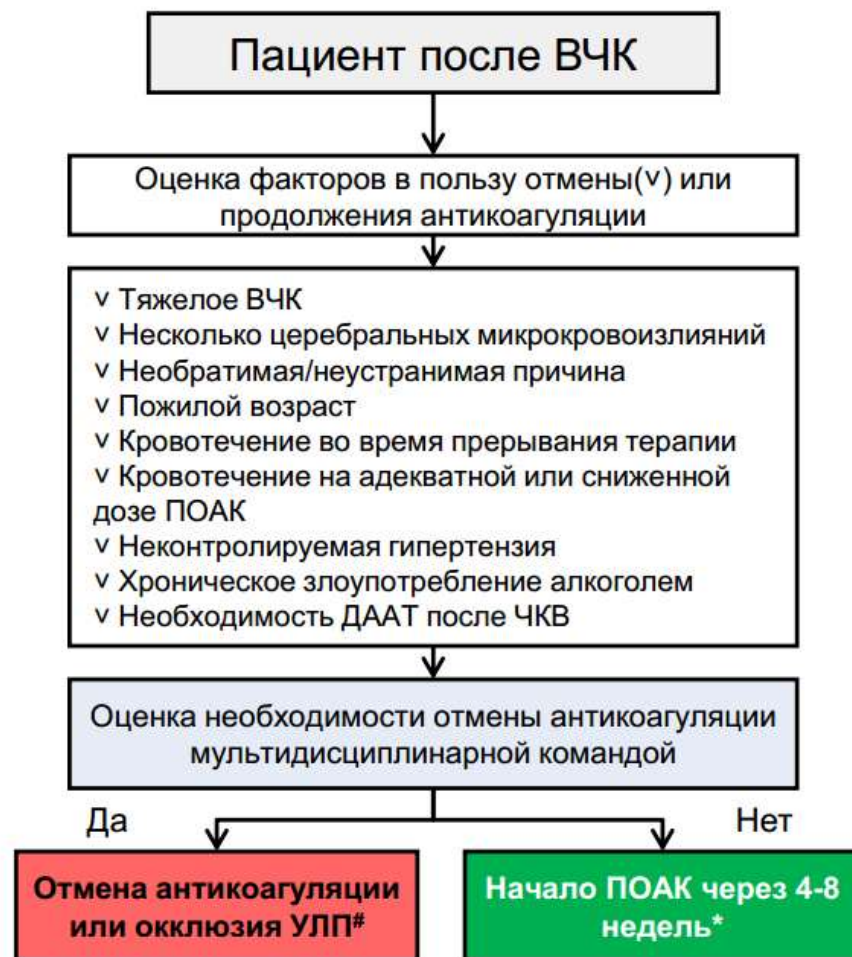 Пациент после ВЧК
Оценка факторов в пользу отмены(˅) или
продолжения антикоагуляции
˅ Тяжелое ВЧК
˅ Несколько церебральных микрокровоизлияний
˅ Необратимая/неустранимая причина
˅ Пожилой возраст
˅ Кровотечение во время прерывания терапии
˅ Кровотечение на адекватной или сниженной
дозе ПОАК
˅ Неконтролируемая гипертензия
˅ Хроническое злоупотребление алкоголем
˅ Необходимость ДААТ после ЧКВ
Оценка необходимости отмены антикоагуляции
мультидисциплинарной командой
Да
Нет
Отмена антикоагуляции
или окклюзия УЛП#
Начало ПОАК через 4-8
недель*